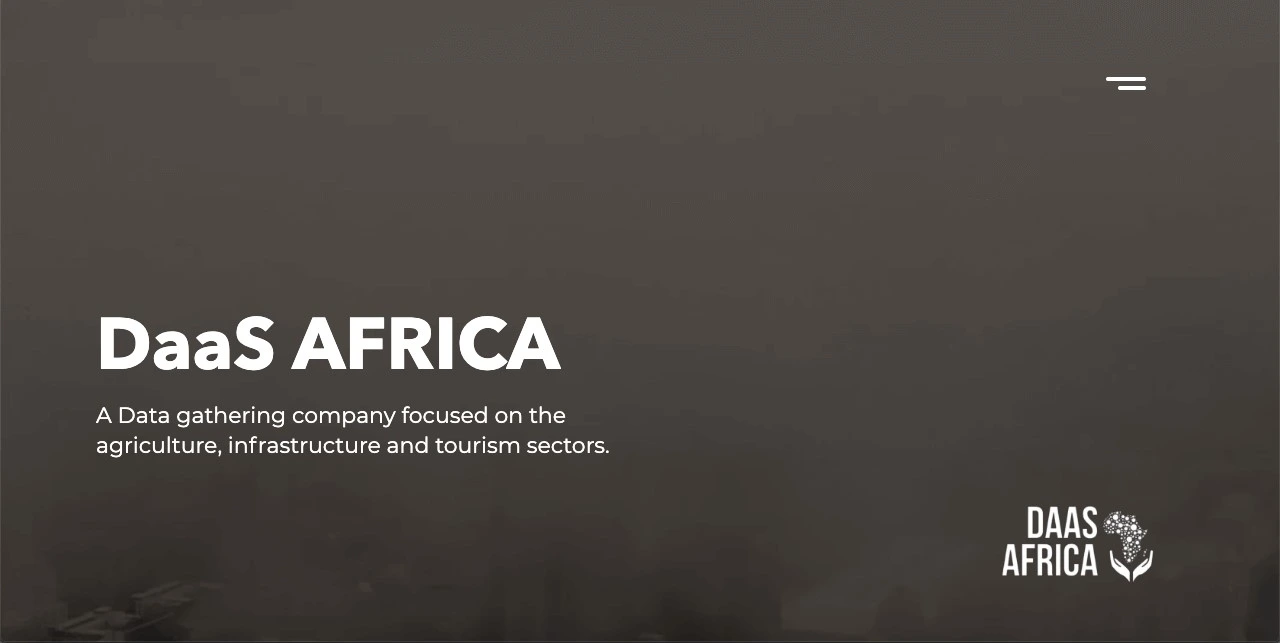 DaaS AFRICA
A Data gathering company focused on the
agriculture, infrastructure and tourism sectors.
DAAS
AFRICA